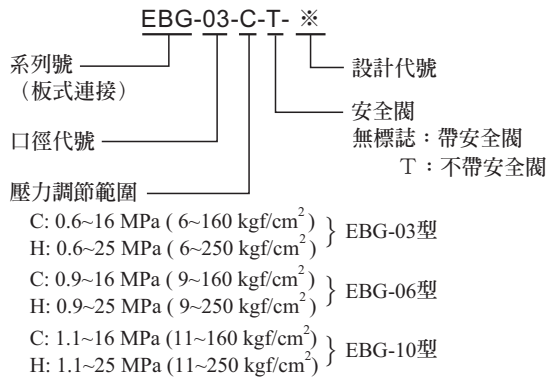 EBG-03-C-T-※
系列號
（板式連接）
口徑代號
壓力調節範圍
設計代號
安全閥
無標誌：帶安全閥
T：不帶安全閥
C: 0.6~16 MPa ( 6~160 kgf/cm²)
H: 0.6~25 MPa ( 6~250 kgf/cm²)
} EBG-03型
C: 0.9~16 MPa ( 9~160 kgf/cm²)
H: 0.9~25 MPa ( 9~250 kgf/cm²)
} EBG-06型
C: 1.1~16 MPa (11~160 kgf/cm²)
H: 1.1~25 MPa (11~250 kgf/cm²)
} EBG-10型